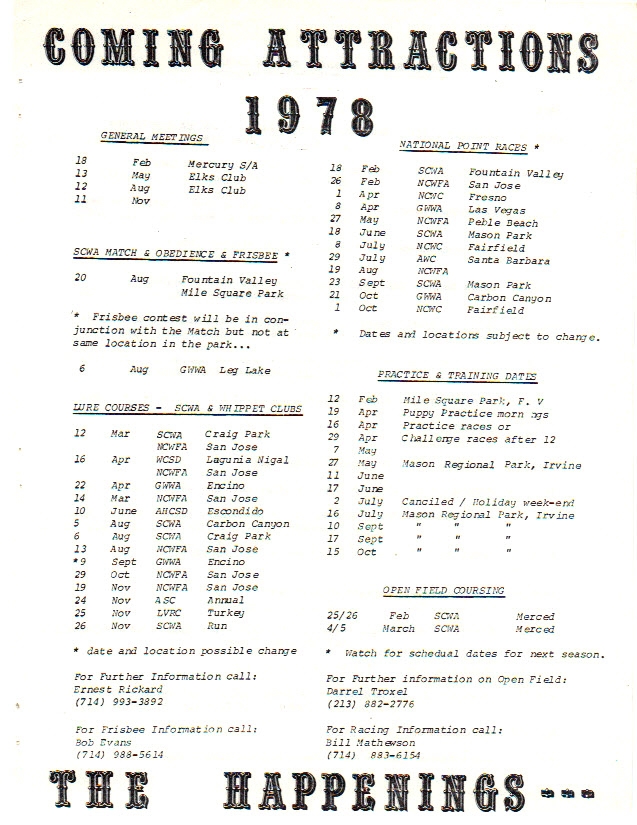 COMING ATTRACTIONS
1978
GENERAL MEETINGS
18 Feb Mercury S/A
13 May Elks Club
12 Aug Elks Club
11 Nov
SCWA MATCH & OBEDIENCE & FRISBEE *
20 Aug Fountain Valley
Mile Square Park
* Frisbee contest will be in con-
junction with the Match but not at
same location in the park...
6 Aug GWWA Leg Lake
LURE COURSES - SCWA & WHIPPET CLUBS
12 Mar SCWA Craig Park
NCWFA San Jose
16 Apr WCSD Lagunia Nigal
NCWFA San Jose
22 Apr GWWA Encino
14 Mar NCWFA San Jose
10 June AHCSD Escondido
5 Aug SCWA Carbon Canyon
6 Aug SCWA Craig Park
13 Aug NCWFA San Jose
*9 Sept GWWA Encino
29 Oct NCWFA San Jose
19 Nov NCWFA San Jose
24 Nov ASC Annual
25 Nov LVRC Turkey
26 Nov SCWA Run
* date and location possible change
For Further Information call:
Ernest Rickard
(714) 993-3892
For Frisbee Information call:
Bob Evans
(714) 988-5614
NATIONAL POINT RACES *
18 Feb SCWA Fountain Valley
26 Feb NCWFA San Jose
1 Apr NCWC Fresno
8 Apr GWWA Las Vegas
27 May NCWFA Peble Beach
18 June SCWA Mason Park
8 July NCWC Fairfield
29 July AWC Santa Barbara
19 Aug NCWFA
23 Sept SCWA Mason Park
21 Oct GWWA Carbon Canyon
1 Oct NCWC Fairfield
* Dates and locations subject to change.
PRACTICE & TRAINING DATES
12 Feb Mile Square Park, F. V
19 Apr Puppy Practice morn ngs
16 Apr Practice races or
29 Apr Challenge races after 12
7 May
27 May Mason Regional Park, Irvine
11 June
17 June
2 July Canciled / Holiday week-end
16 July Mason Regional Park, Irvine
10 Sept " " "
17 Sept " " "
15 Oct " " "
OPEN FIELD COURSING
25/26 Feb SCWA Merced
4/5 March SCWA Merced
* Watch for schedual dates for next season.
For Further information on Open Field:
Darrel Troxel
(213) 882-2776
For Racing Information call:
Bill Mathewson
(714) 883-6154
THE HAPPENINGS---